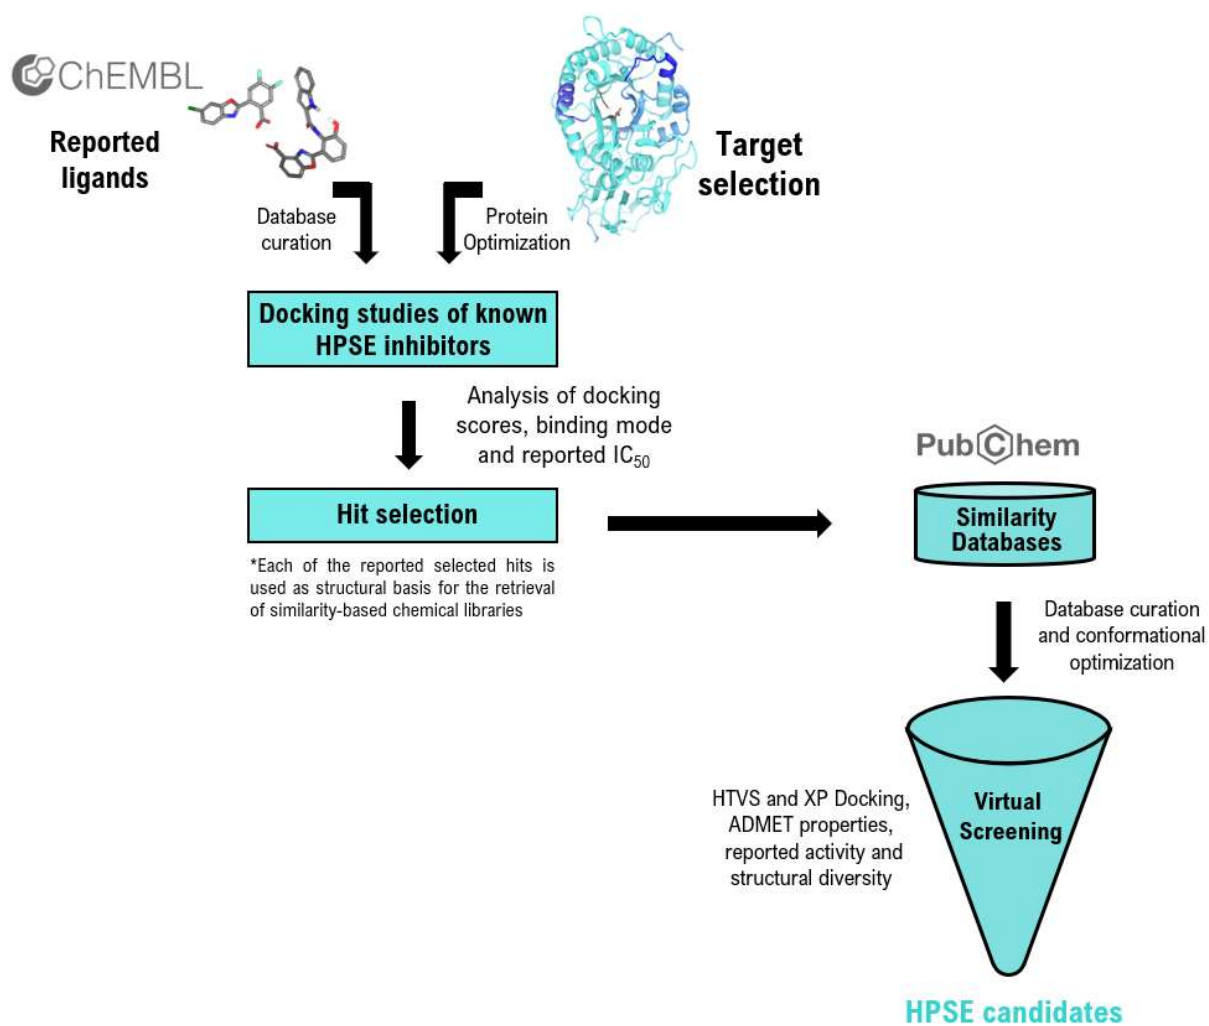 ChEMBL
Reported
ligands
Target
selection
Database
curation
Protein
Optimization
Docking studies of known
HPSE inhibitors
Analysis of docking
scores, binding mode
and reported IC50
Hit selection
*Each of the reported selected hits is
used as structural basis for the retrieval
of similarity-based chemical libraries
PubChem
Similarity
Databases
Database curation
and conformational
optimization
HTVS and XP Docking,
ADMET properties,
reported activity and
structural diversity
Virtual
Screening
HPSE candidates